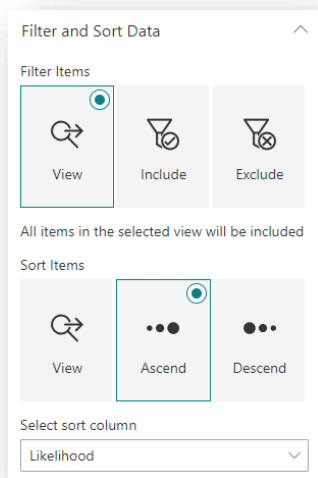 Filter and Sort Data
Filter Items
View Include Exclude
All items in the selected view will be included
Sort Items
View Ascend Descend
Select sort column
Likelihood